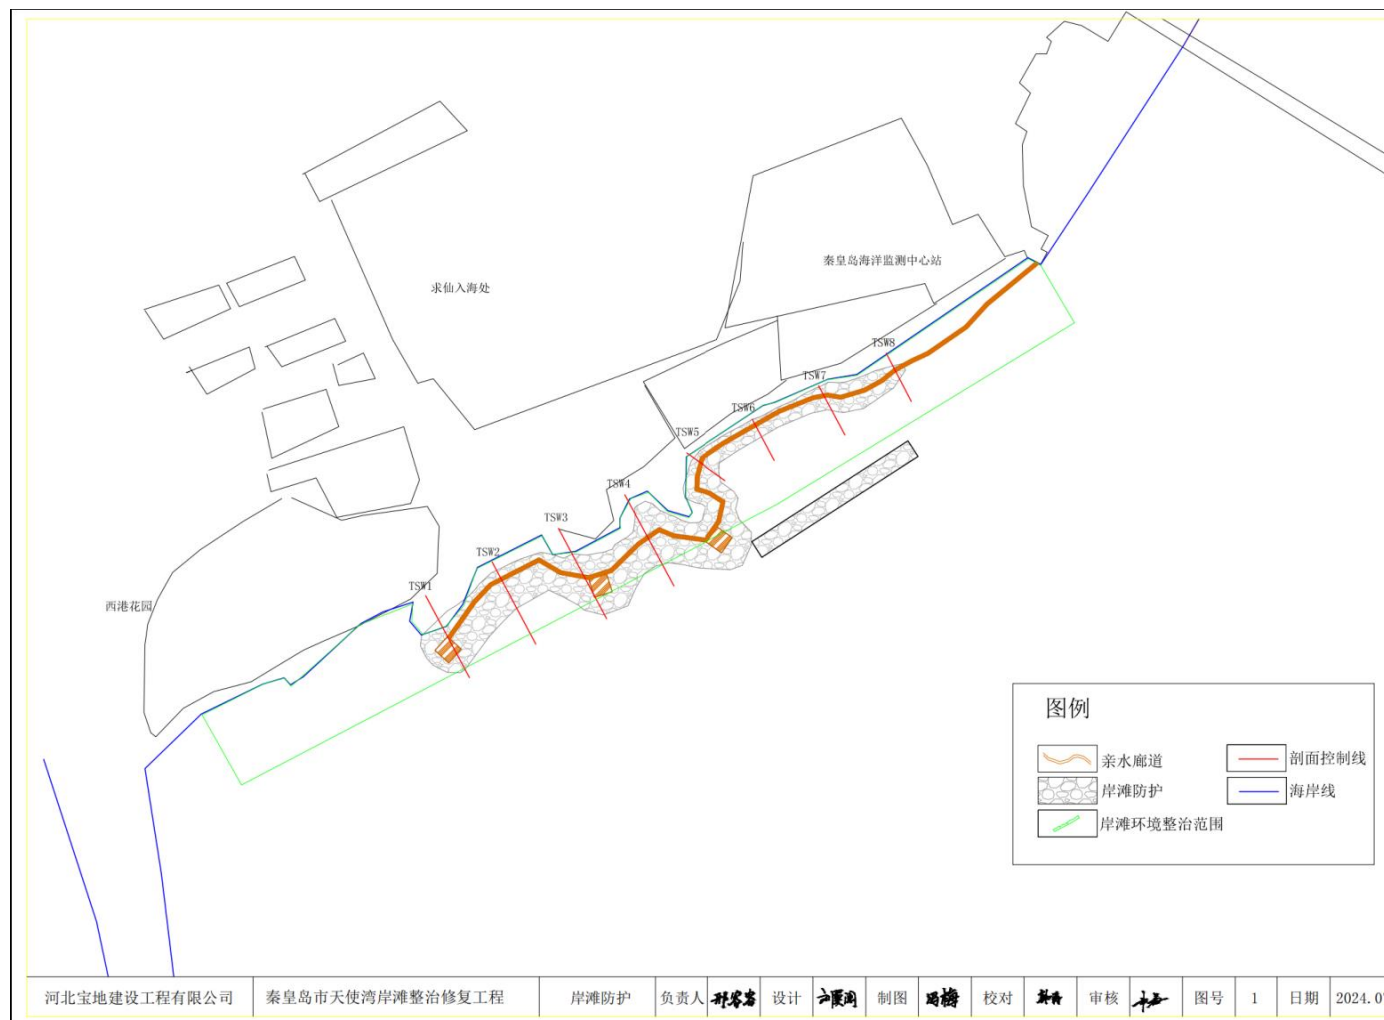 秦皇岛海洋监测中心站
求仙入海处
TSW8
TSW7
TSW6
TSW5
TSW4
TSW3
TSW2
TSW1
西港花园
图例
亲水廊道
剖面控制线
岸滩防护
海岸线
岸滩环境整治范围
河北宝地建设工程有限公司 秦皇岛市天使湾岸滩整治修复工程 岸滩防护 负责人 设计 制图 校对 审核 图号 1 日期 2024.07